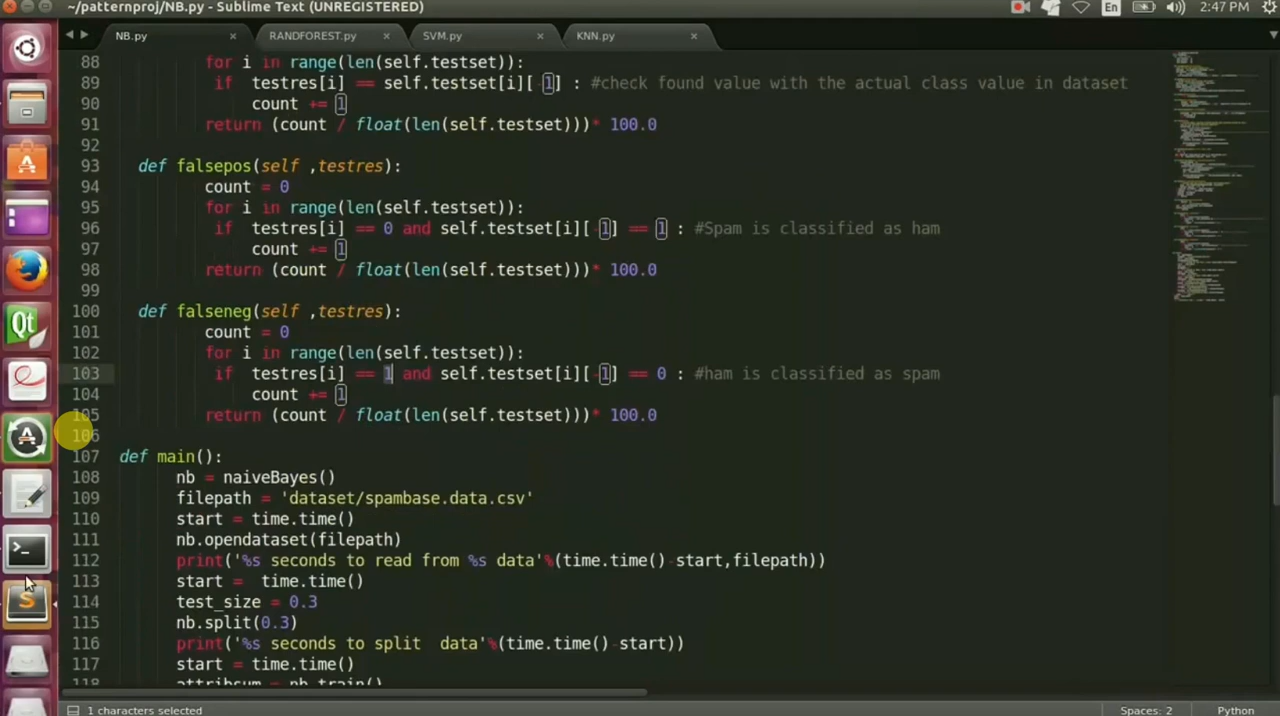 ~/patternproj/NB.py - Sublime Text (UNREGISTERED)
En
2:47 PM
NB.py × RANDFOREST.py × SVM.py × KNN.py ×
88 for i in range(len(self.testset)):
89 if testres[i] == self.testset[i][-1] : #check found value with the actual class value in dataset
90 count += 1
91 return (count / float(len(self.testset)))* 100.0
92
93 def falsepos(self ,testres):
94 count = 0
95 for i in range(len(self.testset)):
96 if testres[i] == 0 and self.testset[i][-1] == 1 : #Spam is classified as ham
97 count += 1
98 return (count / float(len(self.testset)))* 100.0
99
100 def falseneg(self ,testres):
101 count = 0
102 for i in range(len(self.testset)):
103 if testres[i] == 1 and self.testset[i][-1] == 0 : #ham is classified as spam
104 count += 1
105 return (count / float(len(self.testset)))* 100.0
106
107 def main():
108 nb = naiveBayes()
109 filepath = 'dataset/spambase.data.csv'
110 start = time.time()
111 nb.opendataset(filepath)
112 print('%s seconds to read from %s data'%(time.time()-start,filepath))
113 start =  time.time()
114 test_size = 0.3
115 nb.split(0.3)
116 print('%s seconds to split  data'%(time.time()-start))
117 start = time.time()
118 attribsum = nb.train()
1 characters selected
Spaces: 2
Python